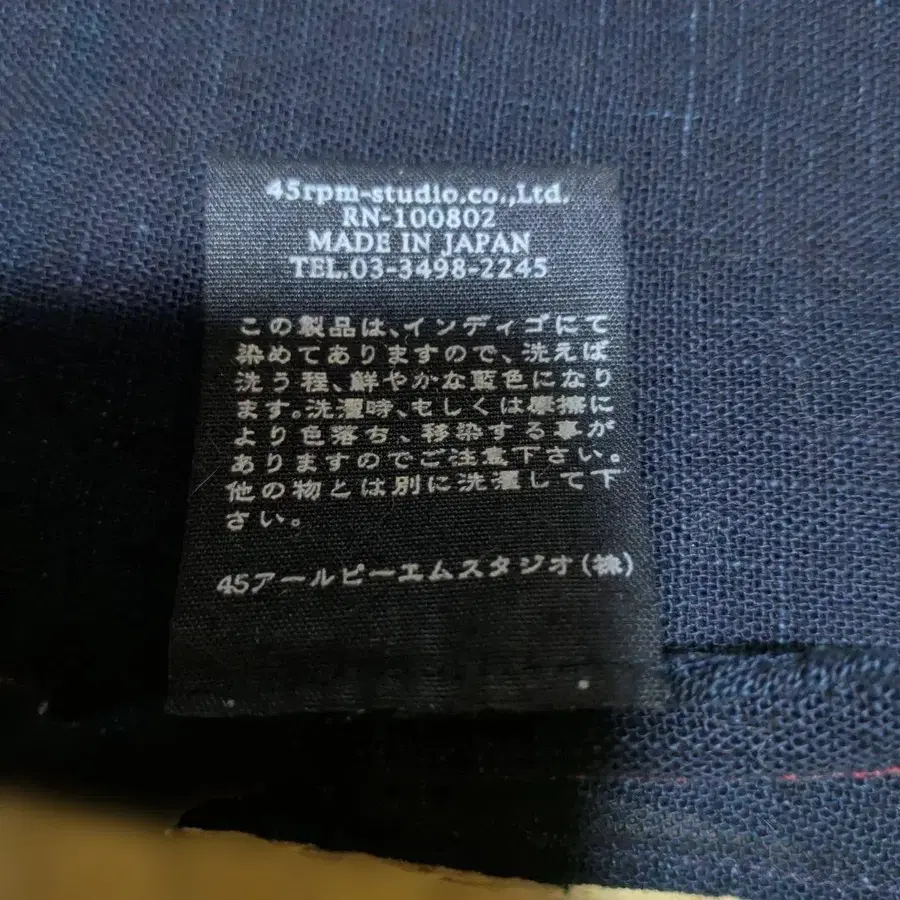 45rpm-studio.co.,Ltd.
RN-100802
MADE IN JAPAN
TEL.03-3498-2245
この製品は、インディゴにて
染めてありますので、洗えば
洗う程、鮮やかな藍色になり
ます。洗濯時、もしくは摩擦に
より色落ち、移染する事が
ありますのでご注意下さい。
他の物とは別に洗濯して下
さい。
45アールピーエムスタジオ(株)